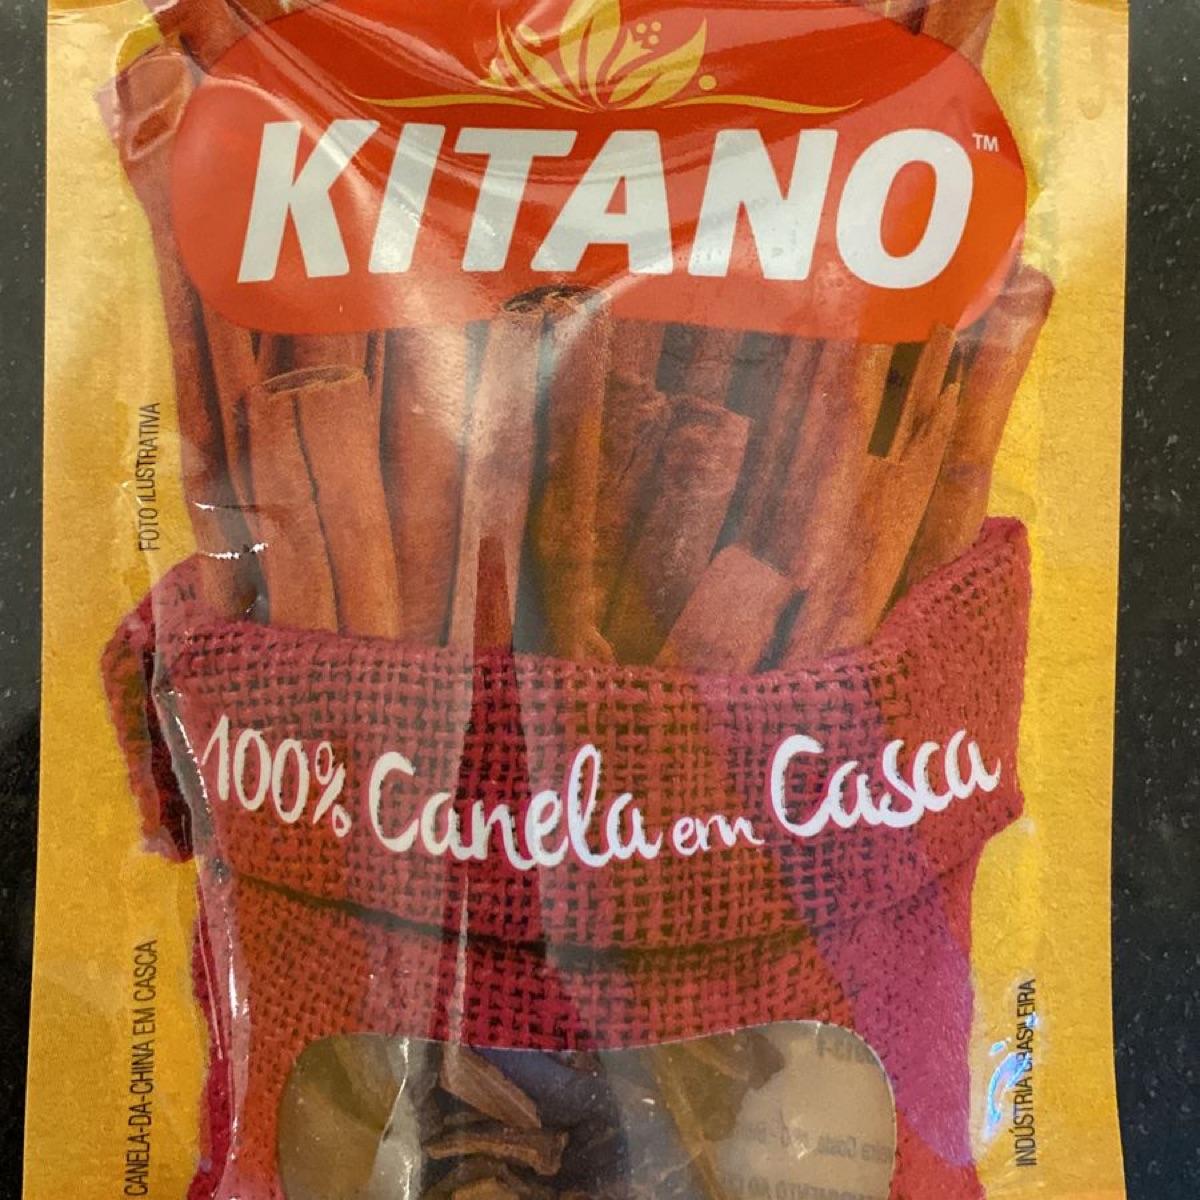 KITANO™
FOTO ILUSTRATIVA
100% Canela em Casca
CANELA-DA-CHINA EM CASCA
INDÚSTRIA BRASILEIRA